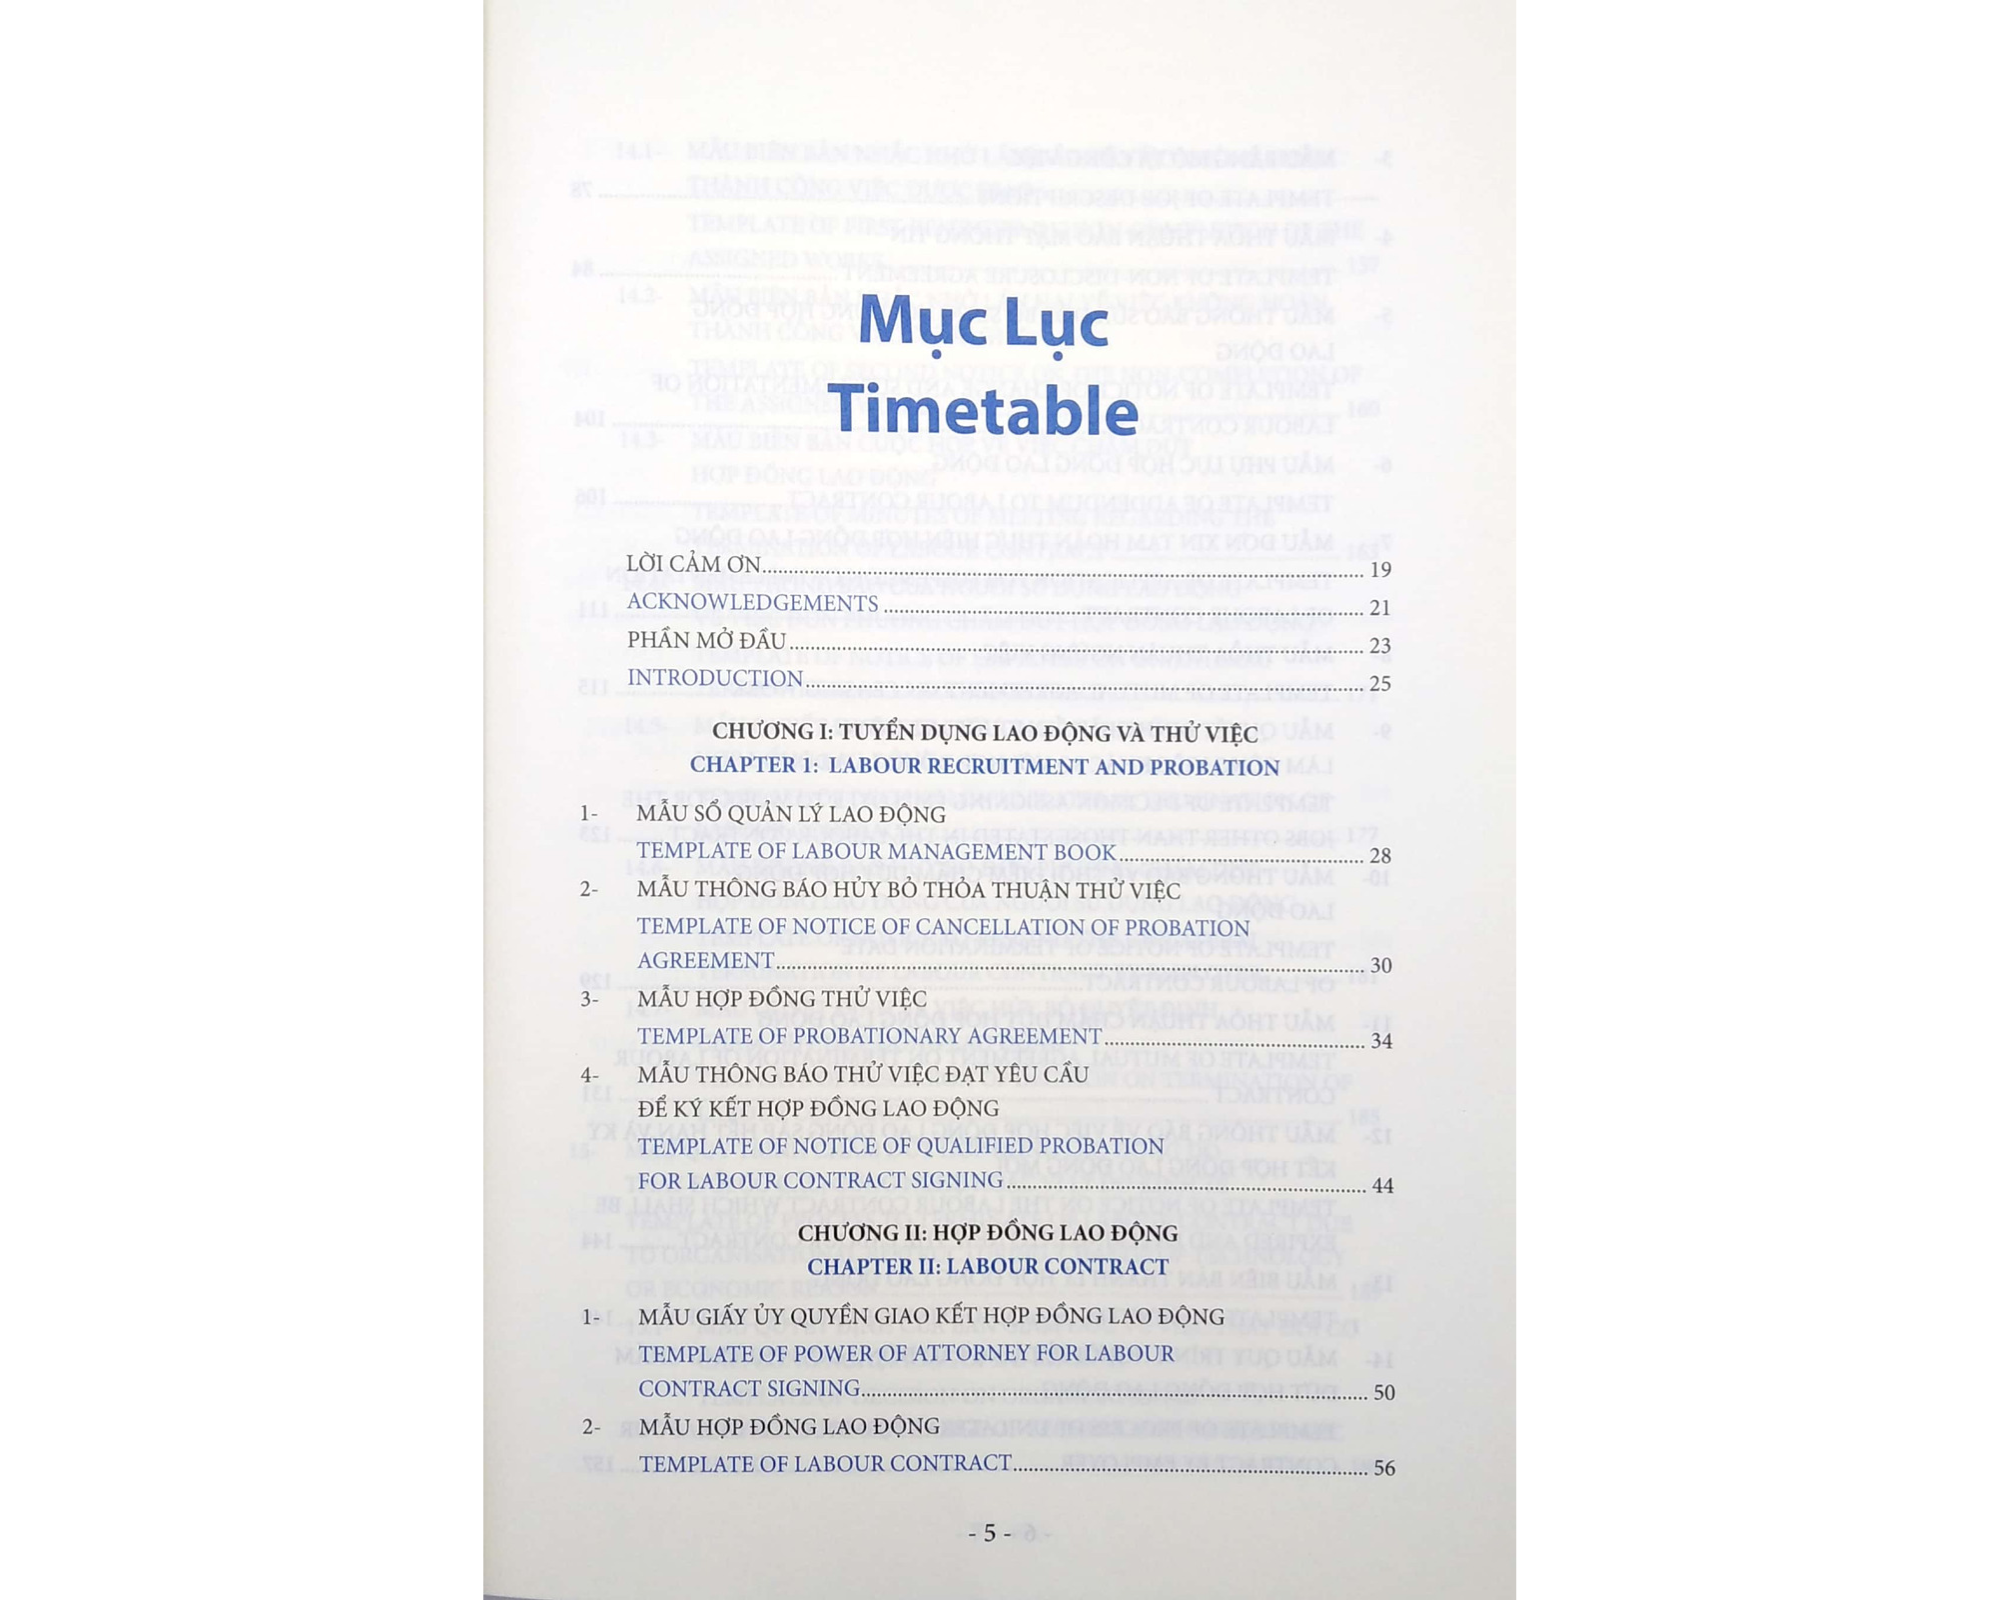 Mục Lục
Timetable
LỜI CẢM ƠN........ 19
ACKNOWLEDGEMENTS ........ 21
PHẦN MỞ ĐẦU........ 23
INTRODUCTION........ 25
CHƯƠNG I: TUYỂN DỤNG LAO ĐỘNG VÀ THỬ VIỆC
CHAPTER 1: LABOUR RECRUITMENT AND PROBATION
1- MẪU SỔ QUẢN LÝ LAO ĐỘNG
TEMPLATE OF LABOUR MANAGEMENT BOOK........ 28
2- MẪU THÔNG BÁO HỦY BỎ THỎA THUẬN THỬ VIỆC
TEMPLATE OF NOTICE OF CANCELLATION OF PROBATION
AGREEMENT........ 30
3- MẪU HỢP ĐỒNG THỬ VIỆC
TEMPLATE OF PROBATIONARY AGREEMENT........ 34
4- MẪU THÔNG BÁO THỬ VIỆC ĐẠT YÊU CẦU
ĐỂ KÝ KẾT HỢP ĐỒNG LAO ĐỘNG
TEMPLATE OF NOTICE OF QUALIFIED PROBATION
FOR LABOUR CONTRACT SIGNING........ 44
CHƯƠNG II: HỢP ĐỒNG LAO ĐỘNG
CHAPTER II: LABOUR CONTRACT
1- MẪU GIẤY ỦY QUYỀN GIAO KẾT HỢP ĐỒNG LAO ĐỘNG
TEMPLATE OF POWER OF ATTORNEY FOR LABOUR
CONTRACT SIGNING........ 50
2- MẪU HỢP ĐỒNG LAO ĐỘNG
TEMPLATE OF LABOUR CONTRACT........ 56
- 5 -